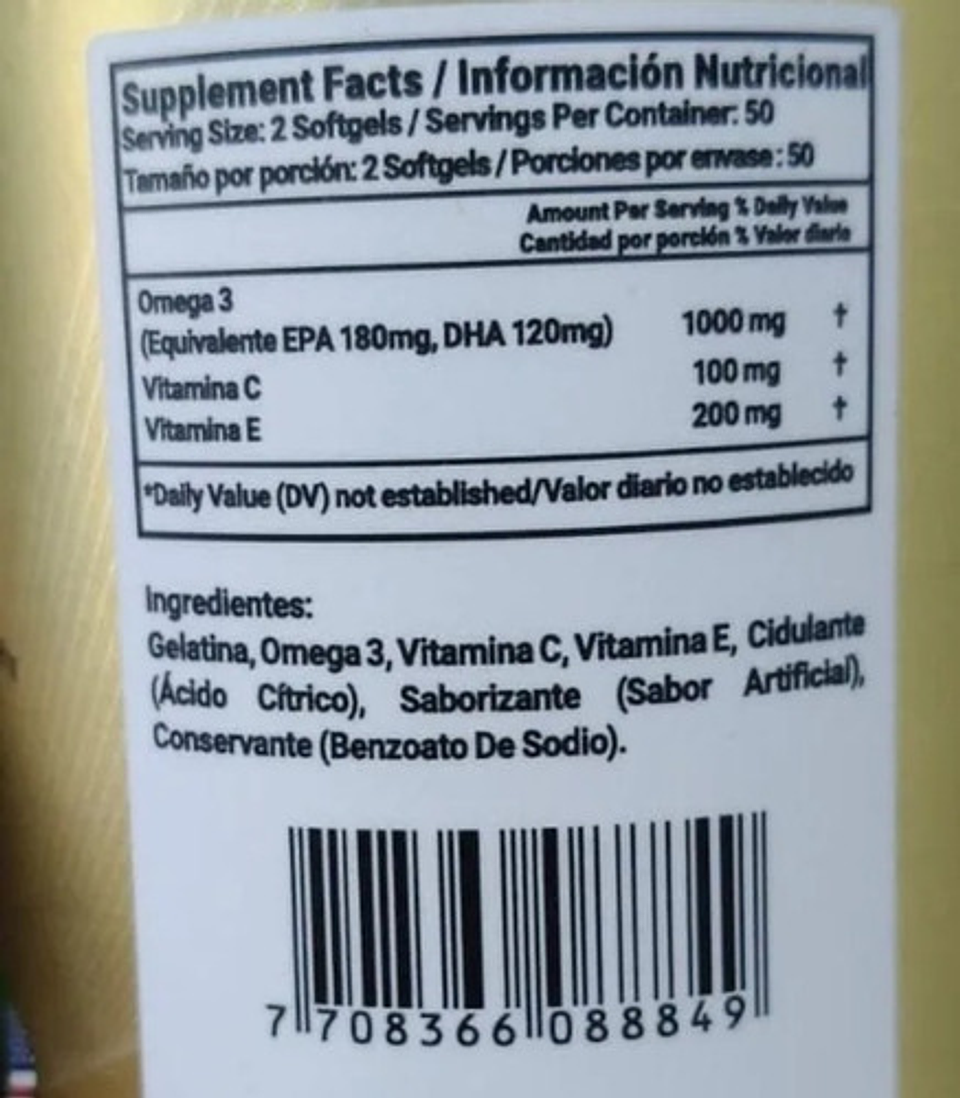 Supplement Facts / Información Nutricional
Serving Size: 2 Softgels / Servings Per Container: 50
Tamaño por porción: 2 Softgels / Porciones por envase: 50
Amount Per Serving % Daily Value
Cantidad por porción % Valor diario
Omega 3
(Equivalente EPA 180mg, DHA 120mg) 1000 mg †
Vitamina C 100 mg †
Vitamina E 200 mg †
*Daily Value (DV) not established/Valor diario no establecido
Ingredientes:
Gelatina, Omega 3, Vitamina C, Vitamina E, Cidulante
(Ácido Cítrico), Saborizante (Sabor Artificial),
Conservante (Benzoato De Sodio).
7 708366 088849